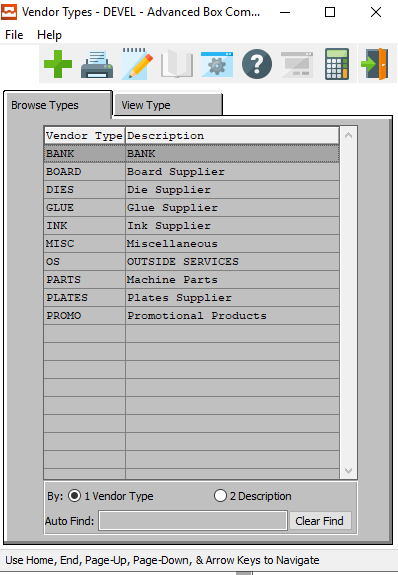 Vendor Types - DEVEL - Advanced Box Com...
File Help
Browse Types View Type
Vendor Type Description
BANK BANK
BOARD Board Supplier
DIES Die Supplier
GLUE Glue Supplier
INK Ink Supplier
MISC Miscellaneous
OS OUTSIDE SERVICES
PARTS Machine Parts
PLATES Plates Supplier
PROMO Promotional Products
By: 1 Vendor Type 2 Description
Auto Find: Clear Find
Use Home, End, Page-Up, Page-Down, & Arrow Keys to Navigate